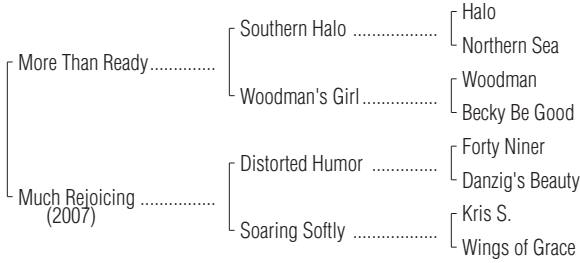 Halo
Southern Halo ..................
Northern Sea
More Than Ready..............
Woodman
Woodman's Girl................
Becky Be Good
Forty Niner
Distorted Humor ..............
Danzig's Beauty
Much Rejoicing ................
(2007)
Kris S.
Soaring Softly ..................
Wings of Grace